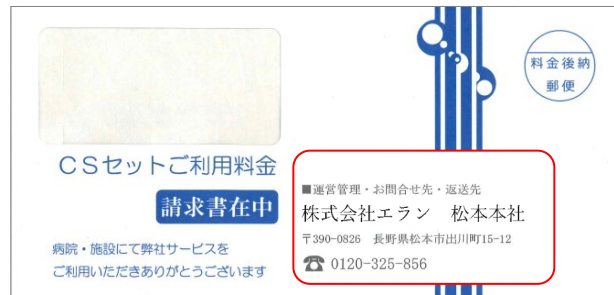 料金後納
郵便
CSセットご利用料金
請求書在中
病院・施設にて弊社サービスを
ご利用いただきありがとうございます
■運営管理・お問合せ先・返送先
株式会社エラン 松本本社
〒390-0826 長野県松本市出川町15-12
☎ 0120-325-856